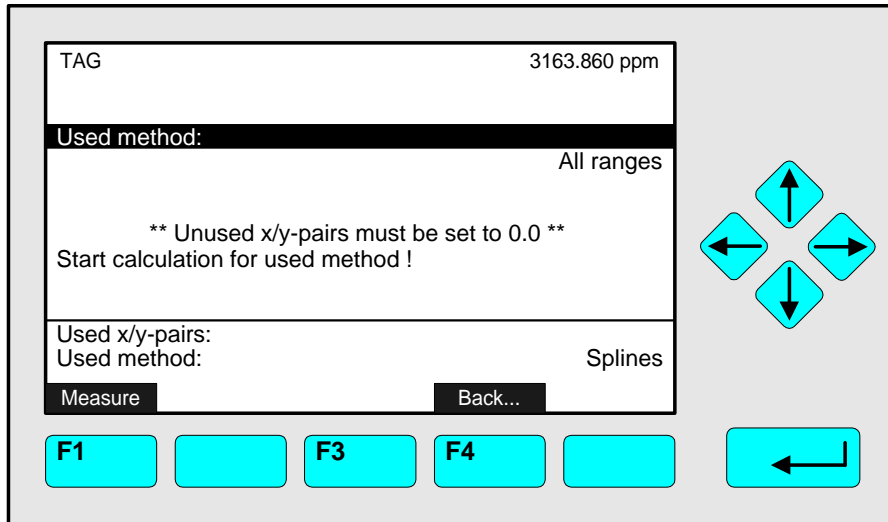 TAG 3163.860 ppm
Used method:
All ranges
** Unused x/y-pairs must be set to 0.0 **
Start calculation for used method !
Used x/y-pairs:
Used method: Splines
Measure Back...
F1 F3 F4